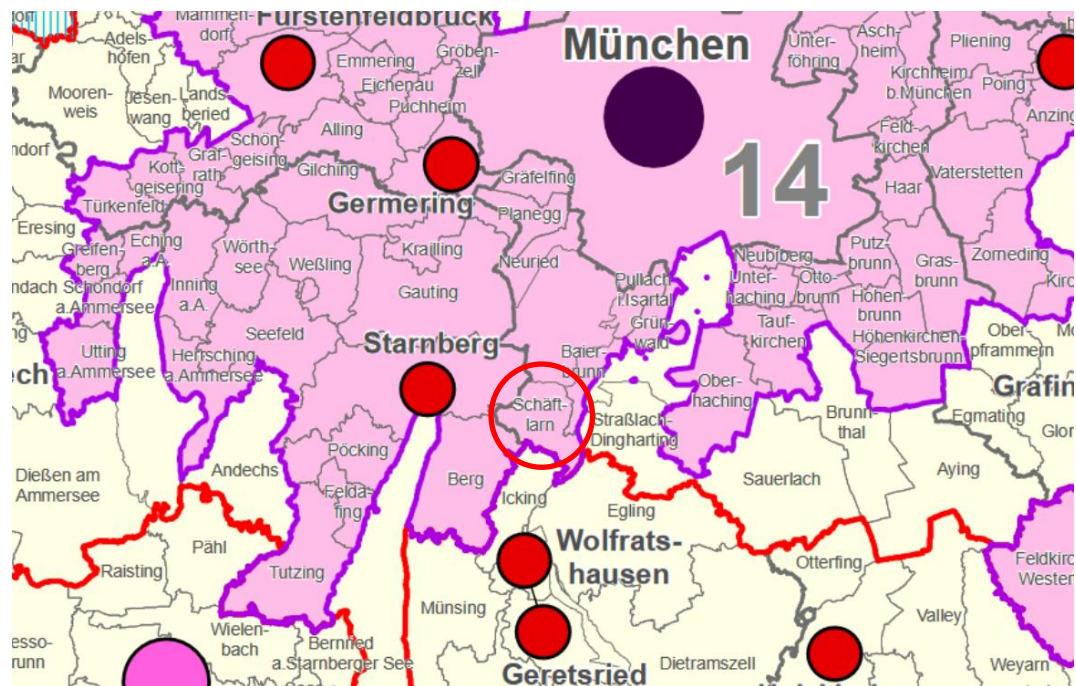 Mammen-
dorf
Fürstenfeldbruck
Adels-
hofen
Emmering
Gröben-
zell
Eichenau
Puchheim
Mooren-
weis
Jesen-
wang
Lands-
beried
Alling
Schön-
geising
Graf-
rath
Kott-
geisering
Türkenfeld
Gilching
Germering
Gräfelfing
Planegg
Krailling
Neuried
Gauting
München
14
Unter-
föhring
Asch-
heim
Pliening
Kirchheim
b.München
Poing
Anzing
Feld-
kirchen
Vaterstetten
Haar
Zorneding
Putz-
brunn
Gras-
brunn
Neubiberg
Unter-
haching
Otto-
brunn
Hohen-
brunn
Höhenkirchen-
Siegertsbrunn
Tauf-
kirchen
Ober-
haching
Pullach
i.Isartal
Grün-
wald
Baier-
brunn
Schäft-
larn
Straßlach-
Dingharting
Eresing
Greifen-
berg
Eching
a.A.
Schondorf
a.Ammersee
Inning
a.A.
Wörth-
see
Weßling
Seefeld
Utting
a.Ammersee
Herrsching
a.Ammersee
Starnberg
Pöcking
Berg
Felda-
fing
Andechs
Dießen am
Ammersee
Pähl
Raisting
Tutzing
Wielen-
bach
Bernried
a.Starnberger See
Münsing
Icking
Egling
Wolfrats-
hausen
Geretsried
Dietramszell
Sauerlach
Brunn-
thal
Aying
Ober-
pframmern
Egmating
Otterfing
Valley
Weyarn